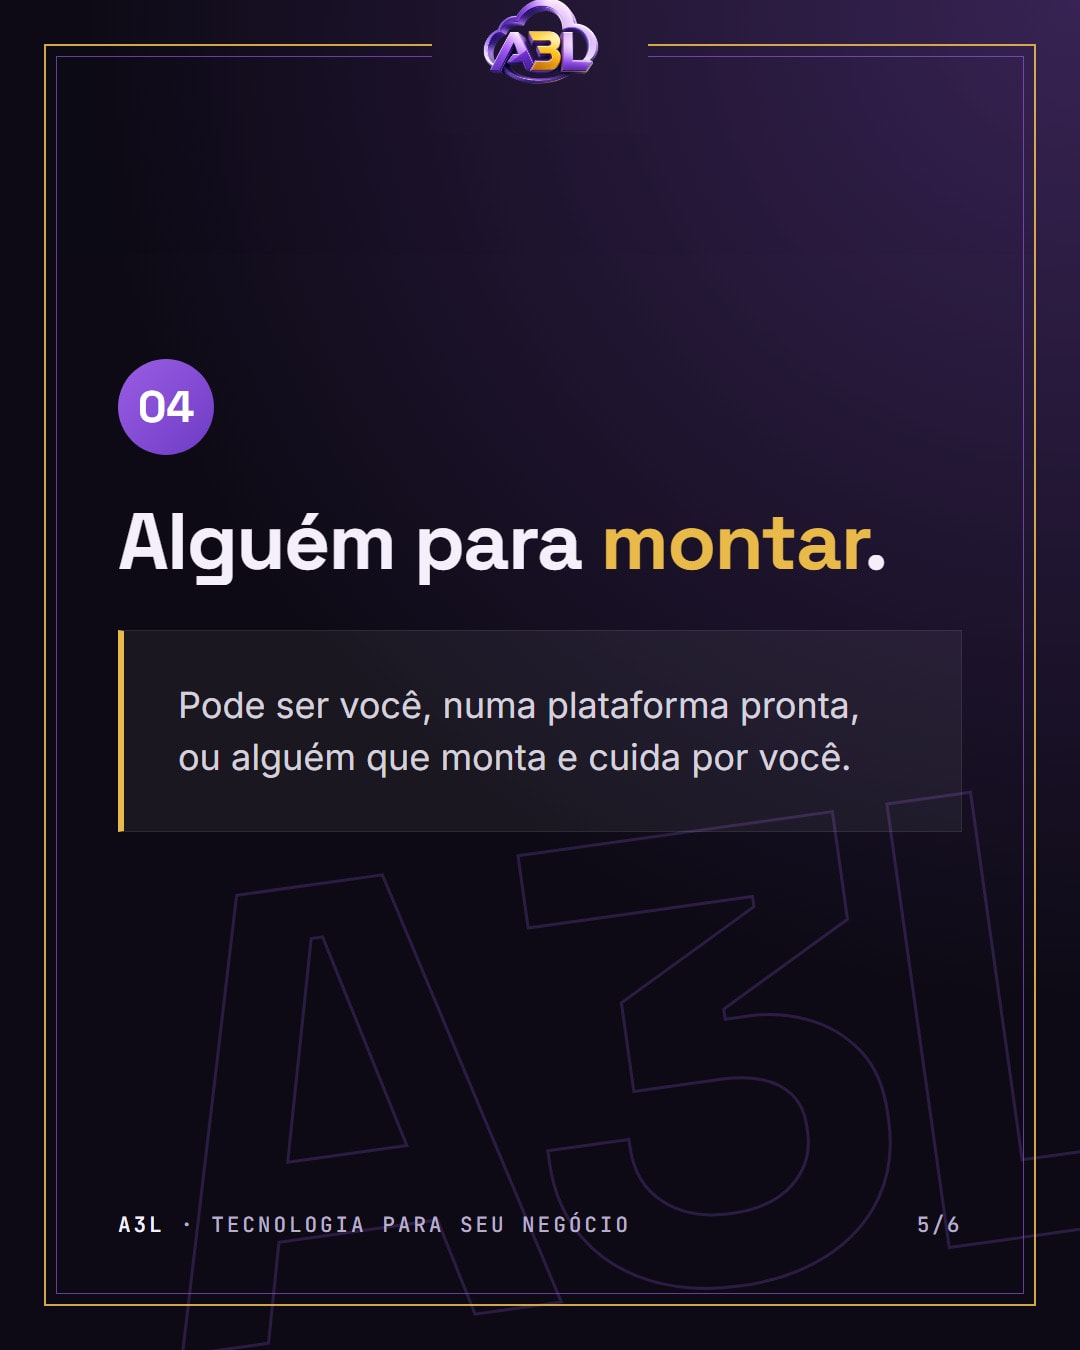 A3L
04
Alguém para montar.
Pode ser você, numa plataforma pronta,
ou alguém que monta e cuida por você.
A3L
A3L · TECNOLOGIA PARA SEU NEGÓCIO
5/6